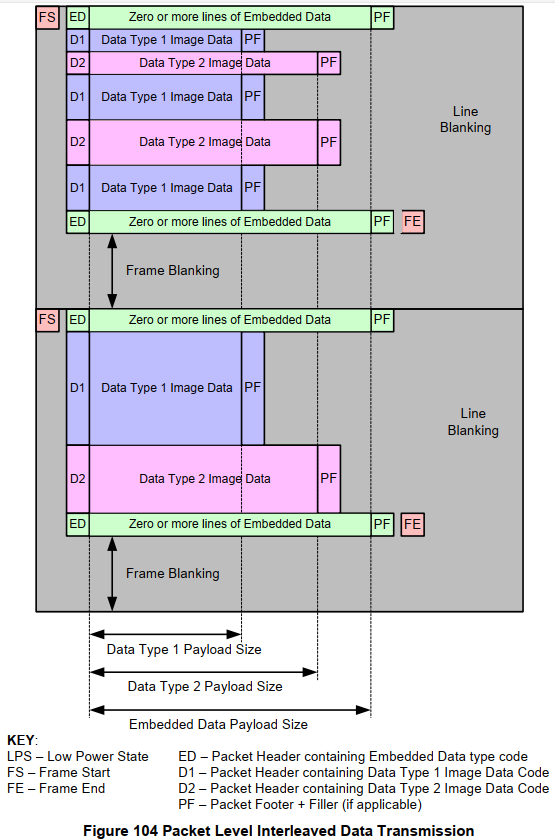 FS ED Zero or more lines of Embedded Data PF
D1 Data Type 1 Image Data PF
D2 Data Type 2 Image Data PF
D1 Data Type 1 Image Data PF
Line
Blanking
D2 Data Type 2 Image Data PF
D1 Data Type 1 Image Data PF
ED Zero or more lines of Embedded Data PF FE
Frame Blanking
FS ED Zero or more lines of Embedded Data PF
D1 Data Type 1 Image Data PF
Line
Blanking
D2 Data Type 2 Image Data PF
ED Zero or more lines of Embedded Data PF FE
Frame Blanking
Data Type 1 Payload Size
Data Type 2 Payload Size
Embedded Data Payload Size
KEY:
LPS – Low Power State ED – Packet Header containing Embedded Data type code
FS – Frame Start D1 – Packet Header containing Data Type 1 Image Data Code
FE – Frame End D2 – Packet Header containing Data Type 2 Image Data Code
PF – Packet Footer + Filler (if applicable)
Figure 104 Packet Level Interleaved Data Transmission